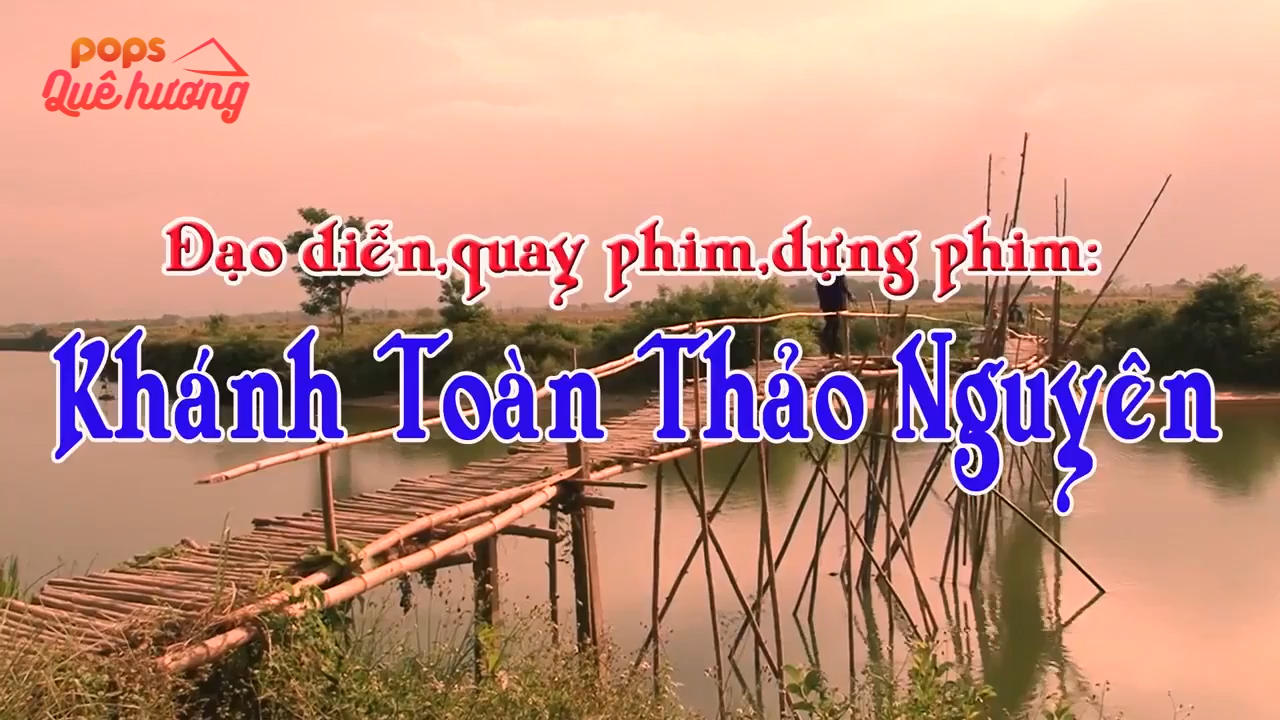 pops
Quê hương
Đạo diễn,quay phim,dựng phim:
Khánh Toàn Thảo Nguyên